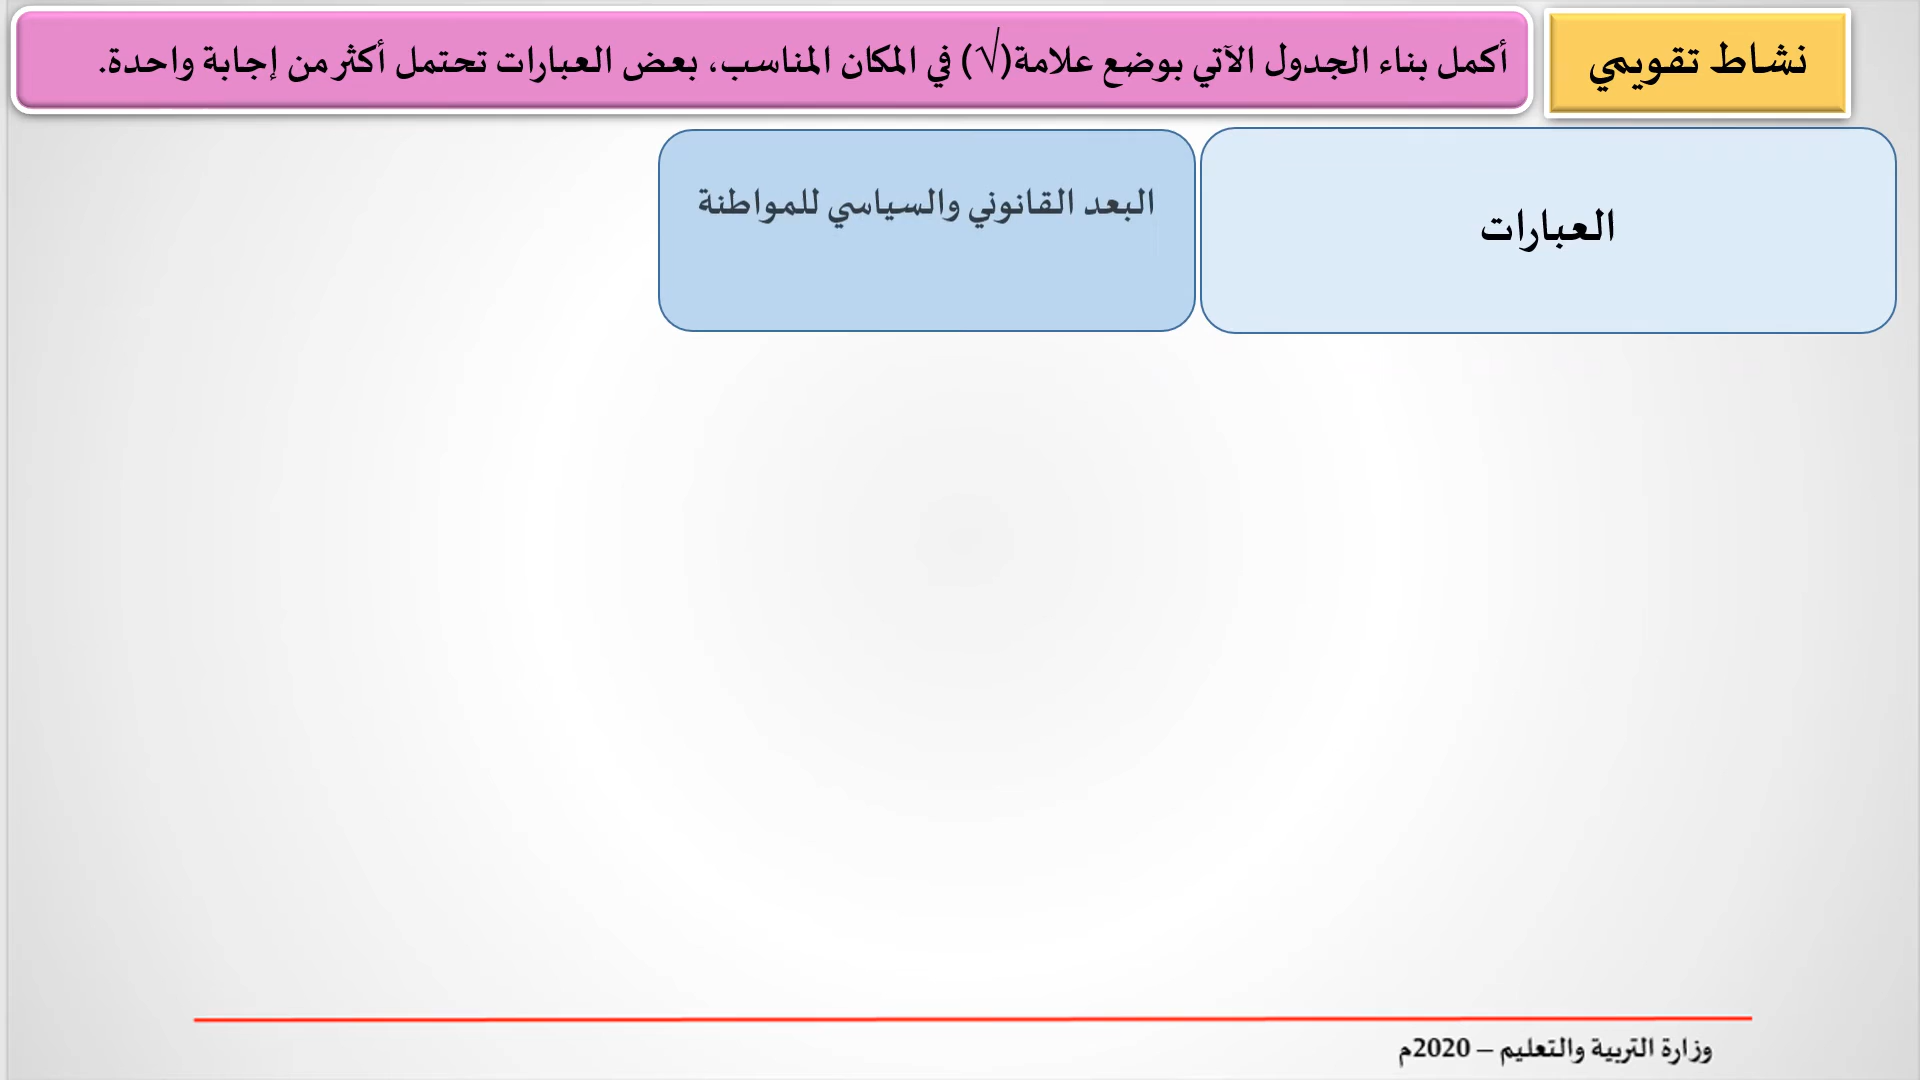 نشاط تقويمي
أكمل بناء الجدول الآتي بوضع علامة(√) في المكان المناسب، بعض العبارات تحتمل أكثر من إجابة واحدة.
العبارات
البعد القانوني والسياسي للمواطنة
وزارة التربية والتعليم – 2020م